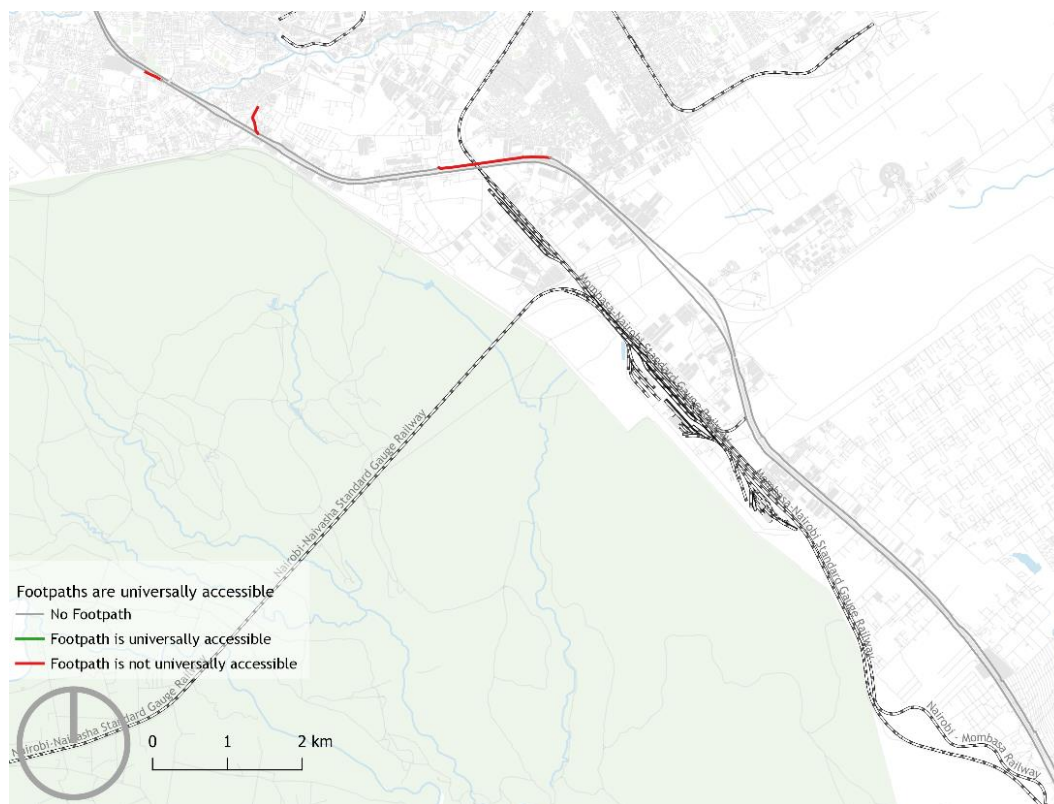 Mombasa-Nairobi Standard Gauge Railway
Nairobi-Naivasha Standard Gauge Railway
Mombasa-Nairobi Standard Gauge Railway
Footpaths are universally accessible
No Footpath
Footpath is universally accessible
Footpath is not universally accessible
Nairobi-Naivasha Standard Gauge Railway
Nairobi - Mombasa Railway
0 1 2 km